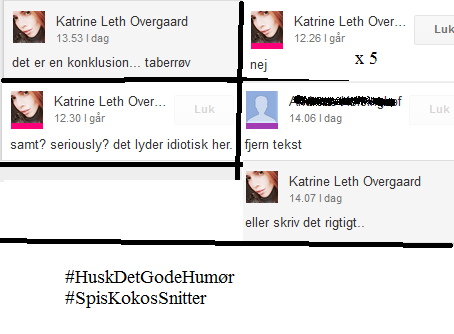 Katrine Leth Overgaard
13.53 I dag
det er en konklusion... taberrøv
Katrine Leth Over...
12.26 I går
Luk
nej
x 5
Katrine Leth Over...
12.30 I går
Luk
samt? seriously? det lyder idiotisk her.
Luk
14.06 I dag
fjern tekst
Katrine Leth Overgaard
14.07 I dag
eller skriv det rigtigt..
#HuskDetGodeHumør
#SpisKokosSnitter